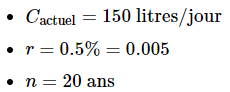 • C_actuel = 150 litres/jour
• r = 0.5% = 0.005
• n = 20 ans